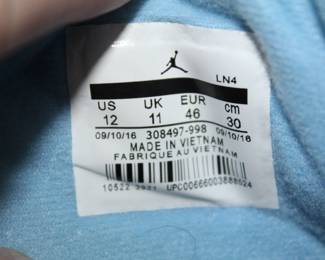 LN4
US UK EUR cm
12 11 46 30
09/10/16 308497-998 09/10/16
MADE IN VIETNAM
FABRIQUE AU VIETNAM
10522 UPC00666003888024